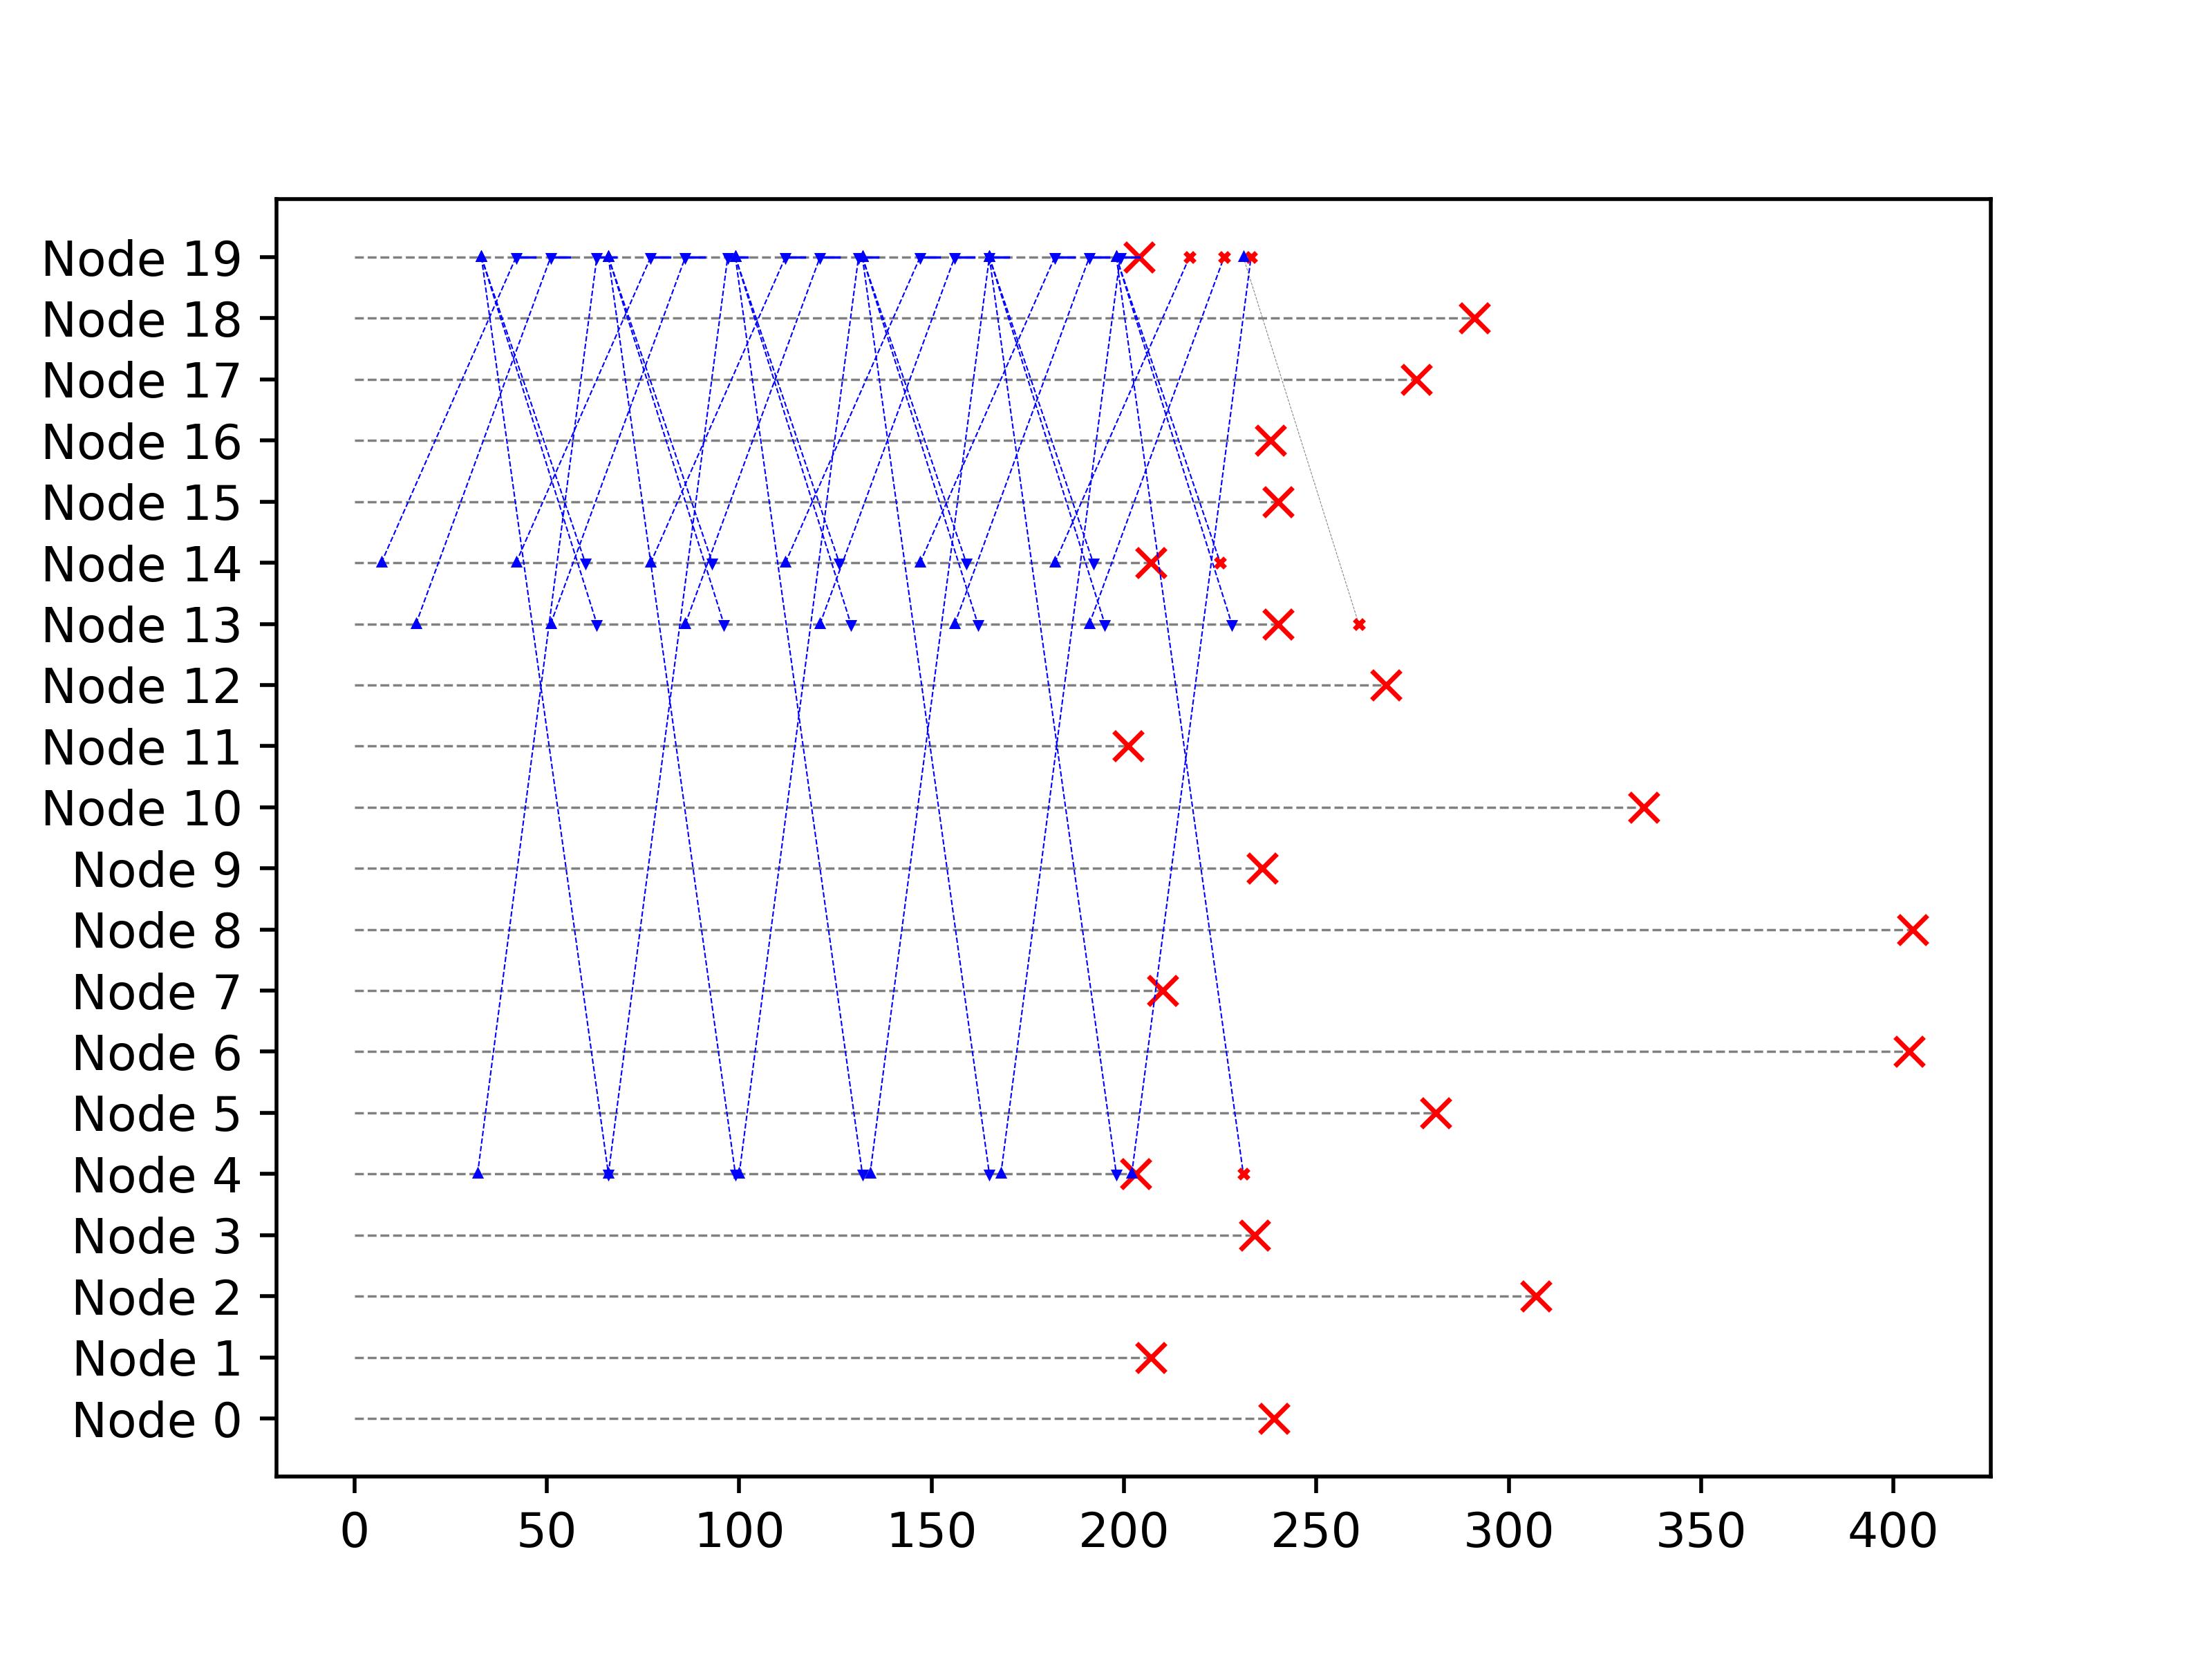 Node 19
Node 18
Node 17
Node 16
Node 15
Node 14
Node 13
Node 12
Node 11
Node 10
Node 9
Node 8
Node 7
Node 6
Node 5
Node 4
Node 3
Node 2
Node 1
Node 0
0 50 100 150 200 250 300 350 400